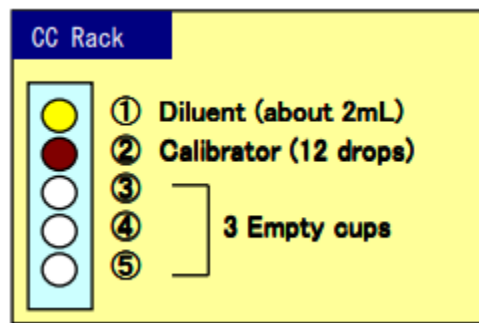 CC Rack
① Diluent (about 2mL)
② Calibrator (12 drops)
③
④ 3 Empty cups
⑤